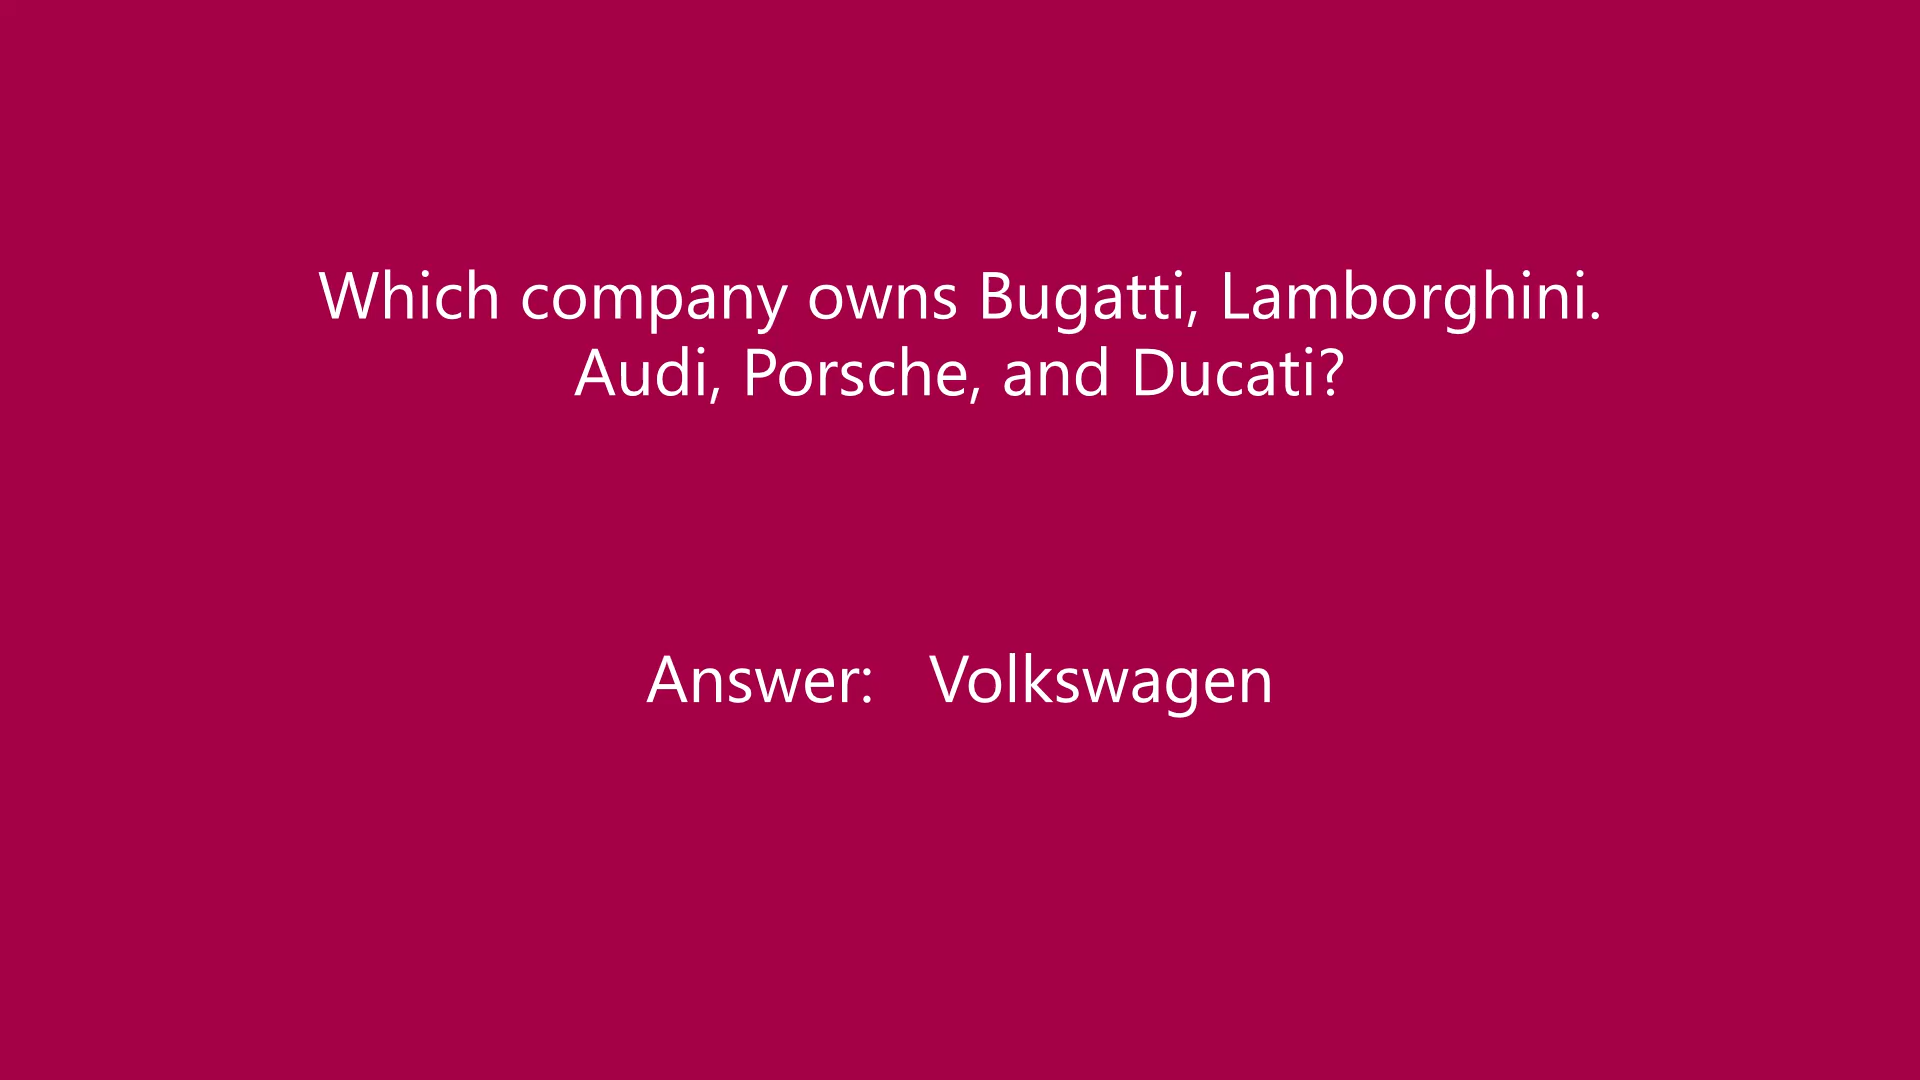 Which company owns Bugatti, Lamborghini.
Audi, Porsche, and Ducati?
Answer: Volkswagen